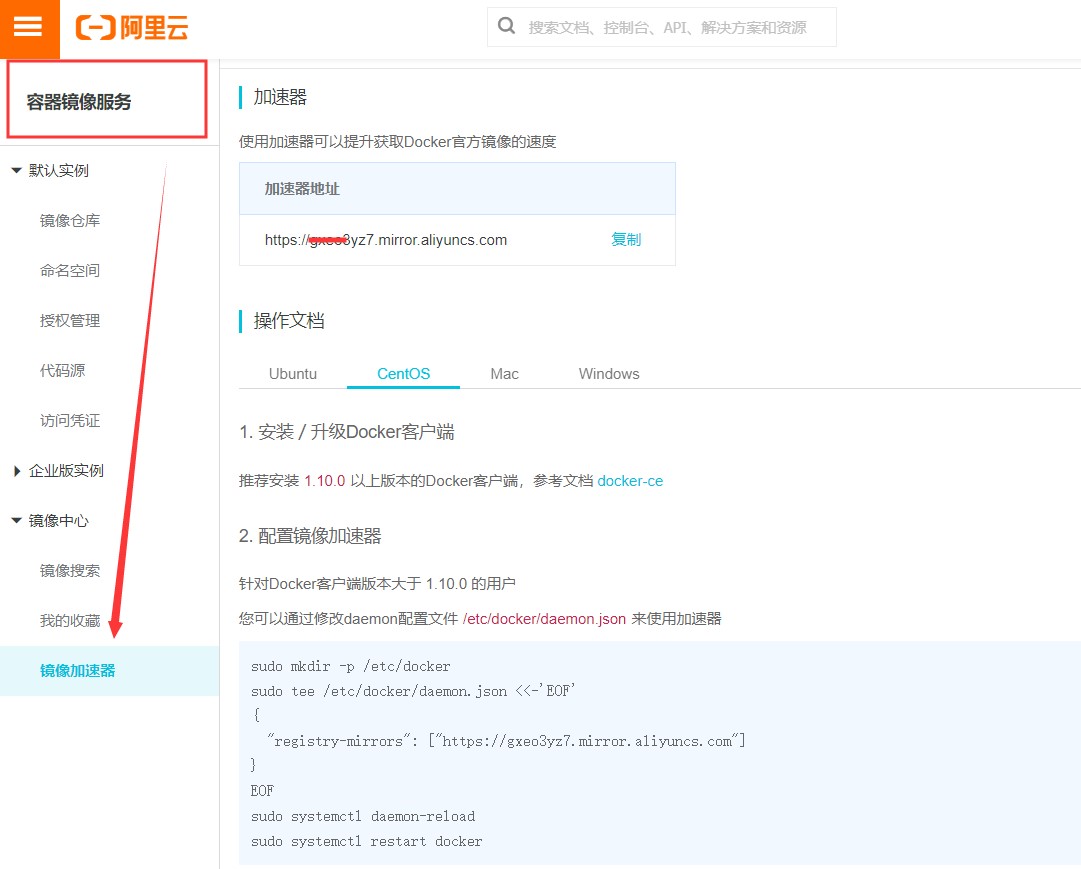 阿里云
搜索文档、控制台、API、解决方案和资源
容器镜像服务
默认实例
镜像仓库
命名空间
授权管理
代码源
访问凭证
企业版实例
镜像中心
镜像搜索
我的收藏
镜像加速器
加速器
使用加速器可以提升获取Docker官方镜像的速度
加速器地址
https://gxeo3yz7.mirror.aliyuncs.com 复制
操作文档
Ubuntu CentOS Mac Windows
1. 安装 / 升级Docker客户端
推荐安装 1.10.0 以上版本的Docker客户端，参考文档 docker-ce
2. 配置镜像加速器
针对Docker客户端版本大于 1.10.0 的用户
您可以通过修改daemon配置文件 /etc/docker/daemon.json 来使用加速器
sudo mkdir -p /etc/docker
sudo tee /etc/docker/daemon.json <<-'EOF'
{
"registry-mirrors": ["https://gxeo3yz7.mirror.aliyuncs.com"]
}
EOF
sudo systemctl daemon-reload
sudo systemctl restart docker